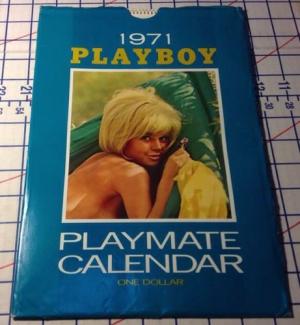 1971
PLAYBOY
PLAYMATE
CALENDAR
ONE DOLLAR